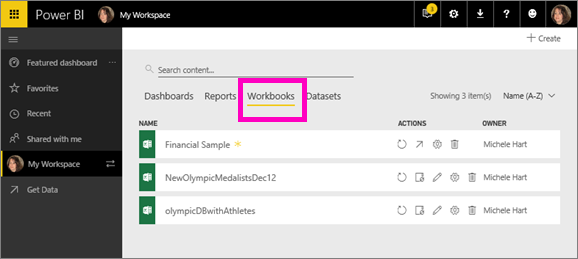 Power BI My Workspace 3 ?
+ Create
Featured dashboard ...
Favorites
Recent
Shared with me
My Workspace
Get Data
Search content...
Dashboards Reports Workbooks Datasets Showing 3 item(s) Name (A-Z)
NAME ACTIONS OWNER
Financial Sample Michele Hart
NewOlympicMedalistsDec12 Michele Hart
olympicDBwithAthletes Michele Hart